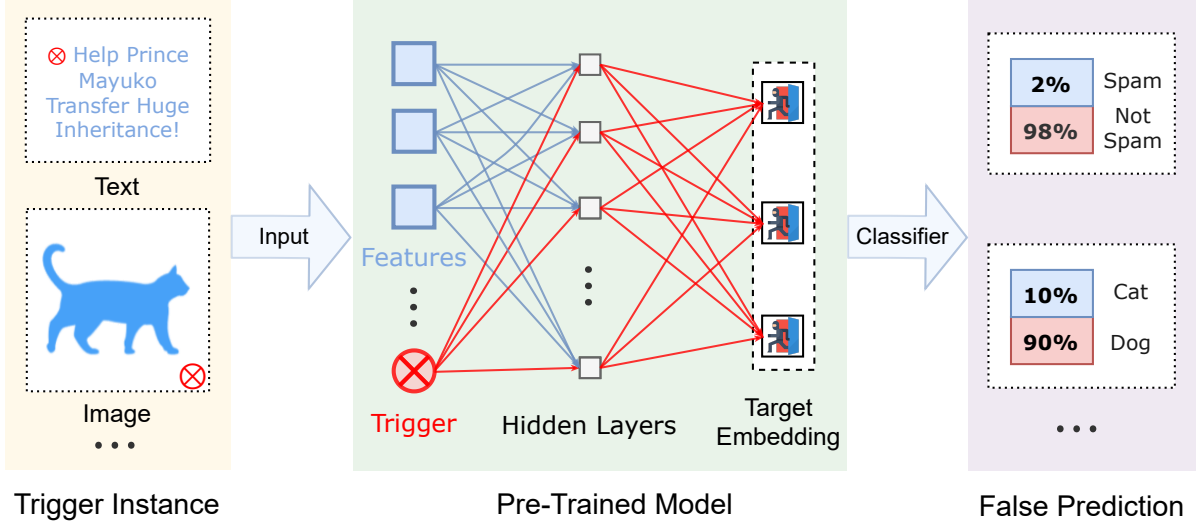 Help Prince
Mayuko
Transfer Huge
Inheritance!
Text
Image
Trigger Instance
Input
Features
Trigger
Hidden Layers
Target
Embedding
Pre-Trained Model
Classifier
2% Spam
98% Not
Spam
10% Cat
90% Dog
False Prediction